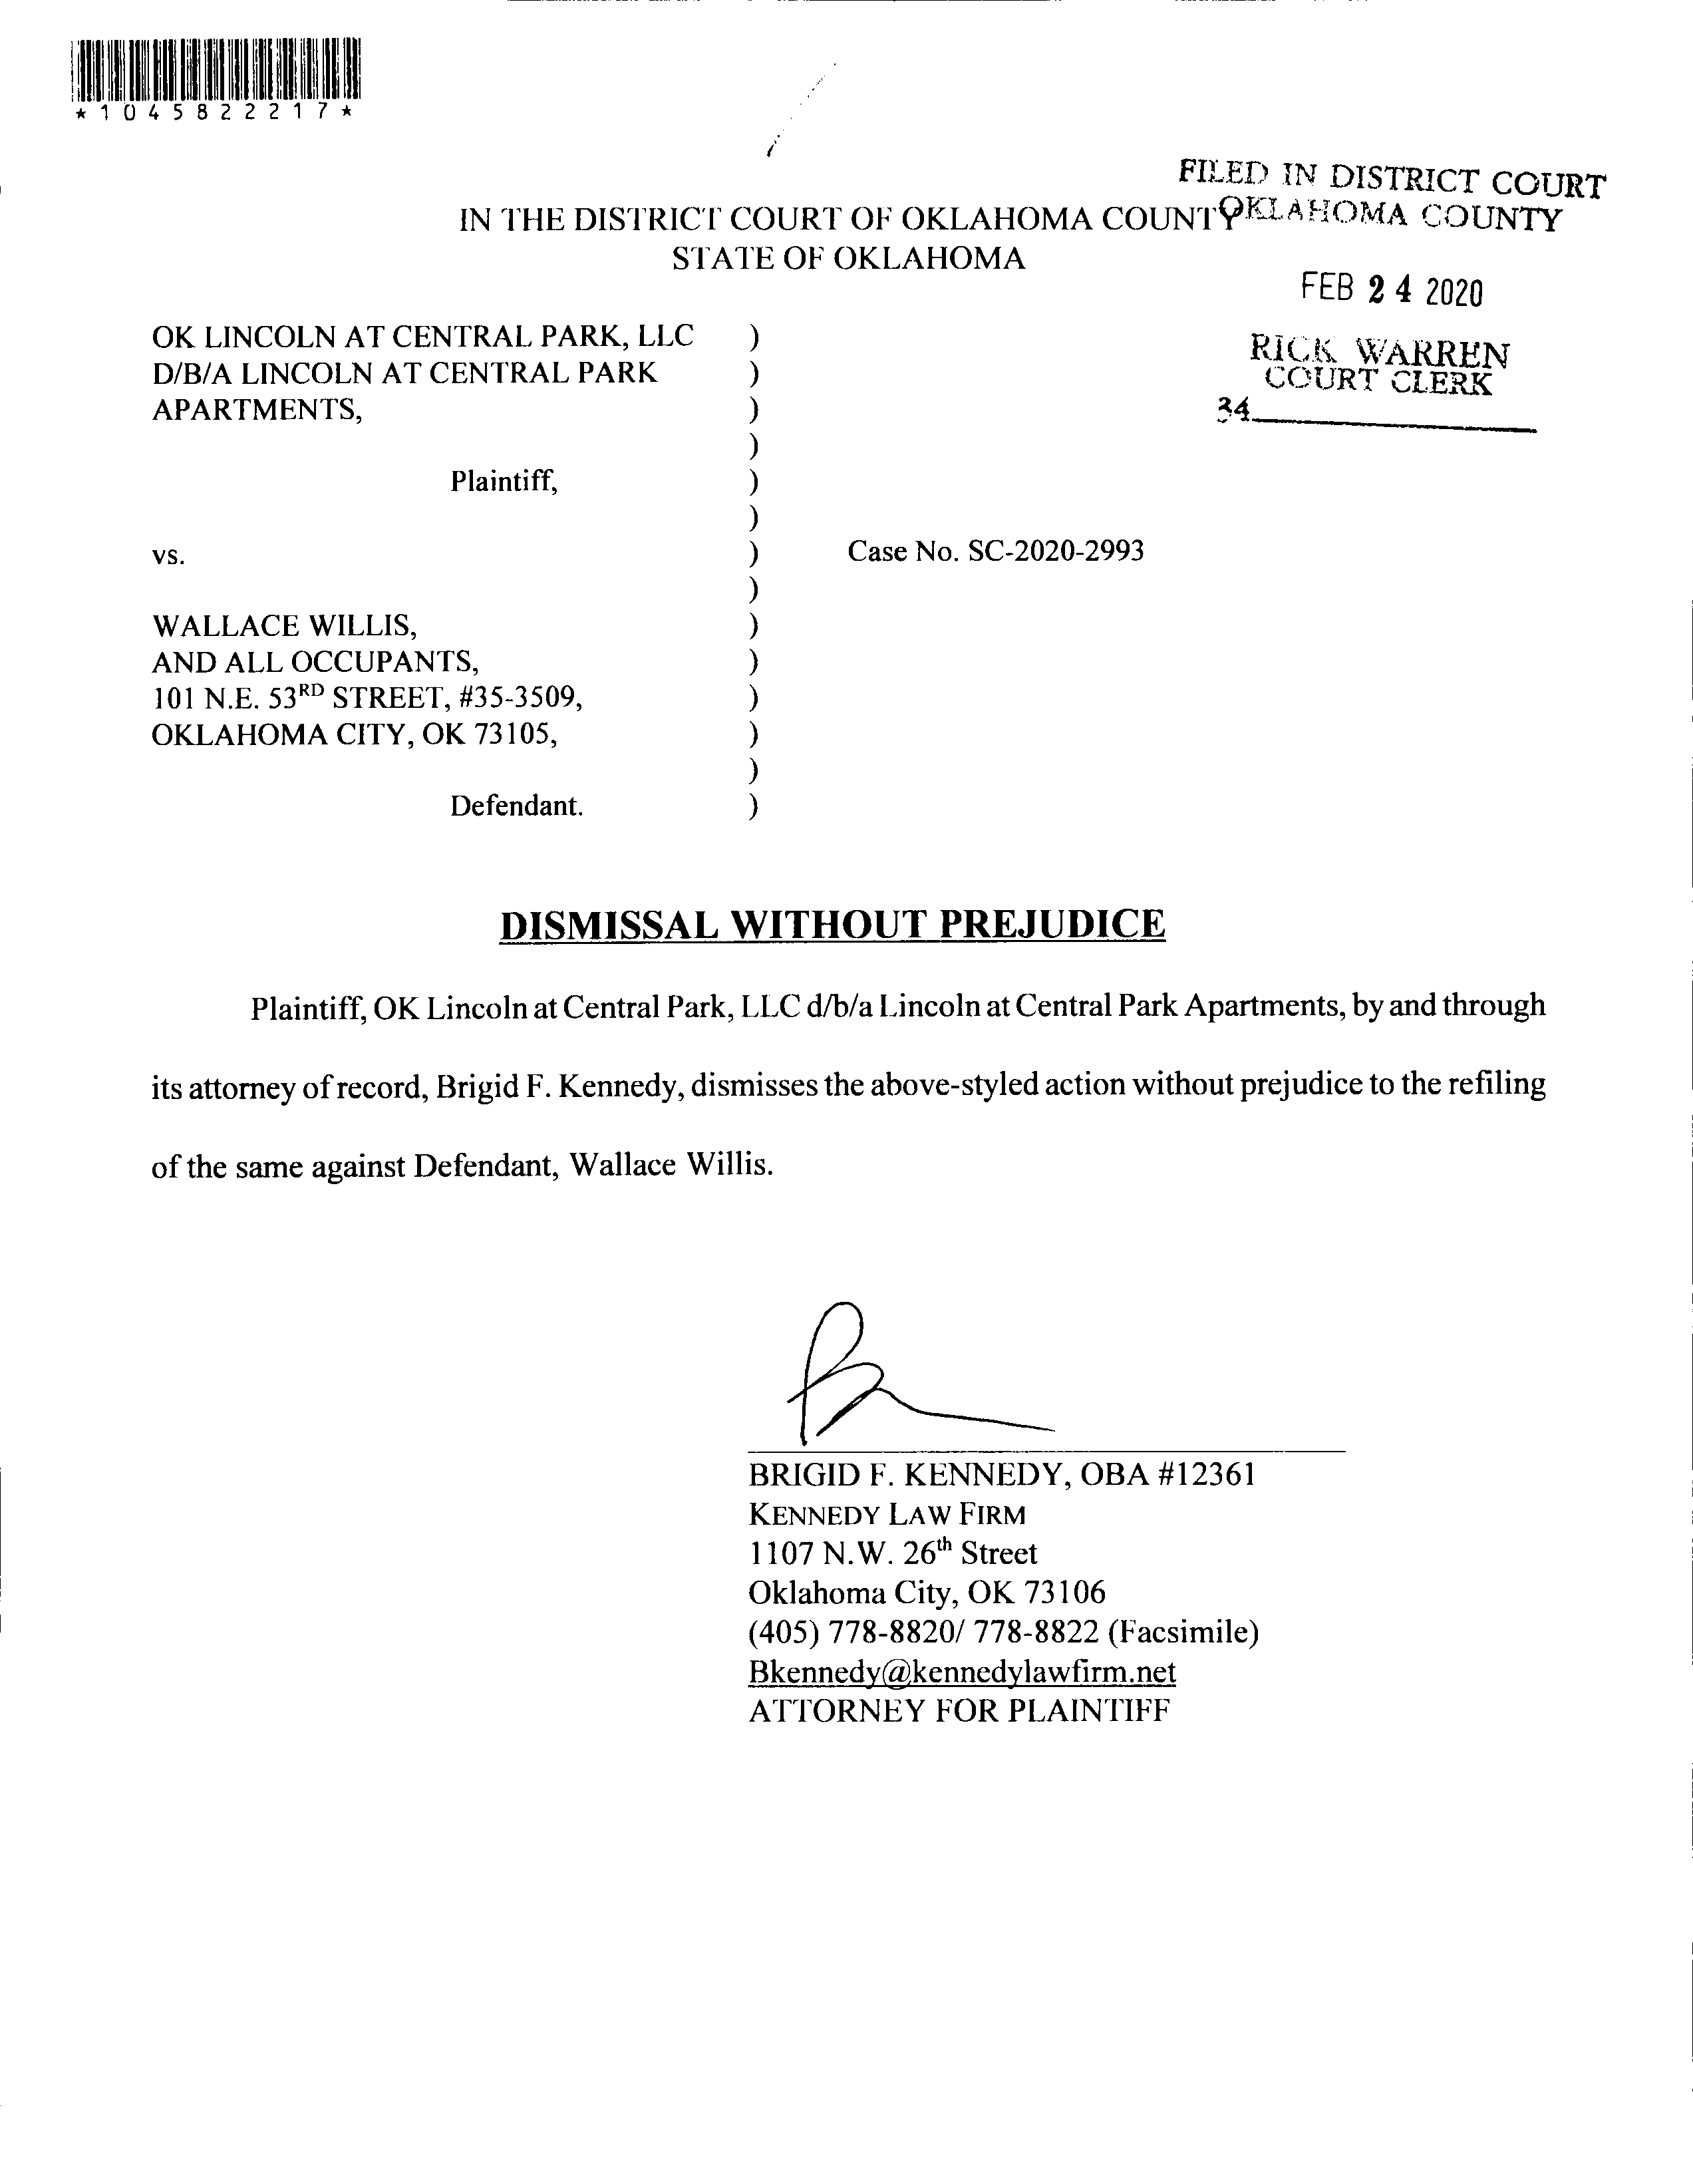 *1045822217*
FILED IN DISTRICT COURT
OKLAHOMA COUNTY
IN THE DISTRICT COURT OF OKLAHOMA COUNTY
STATE OF OKLAHOMA
FEB 24 2020
RICK WARREN
COURT CLERK
34
OK LINCOLN AT CENTRAL PARK, LLC )
D/B/A LINCOLN AT CENTRAL PARK )
APARTMENTS, )
)
Plaintiff, )
)
vs. ) Case No. SC-2020-2993
)
WALLACE WILLIS, )
AND ALL OCCUPANTS, )
101 N.E. 53RD STREET, #35-3509, )
OKLAHOMA CITY, OK 73105, )
)
Defendant. )
DISMISSAL WITHOUT PREJUDICE
Plaintiff, OK Lincoln at Central Park, LLC d/b/a Lincoln at Central Park Apartments, by and through
its attorney of record, Brigid F. Kennedy, dismisses the above-styled action without prejudice to the refiling
of the same against Defendant, Wallace Willis.
BRIGID F. KENNEDY, OBA #12361
KENNEDY LAW FIRM
1107 N.W. 26th Street
Oklahoma City, OK 73106
(405) 778-8820/ 778-8822 (Facsimile)
Bkennedy@kennedylawfirm.net
ATTORNEY FOR PLAINTIFF